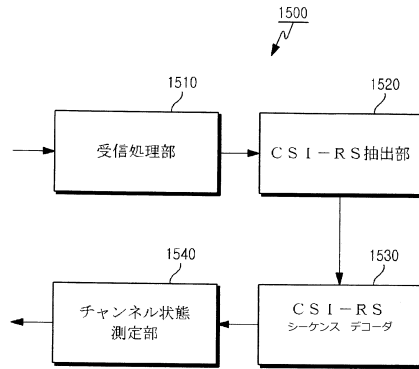 1500
1510
受信処理部
1520
CSI-RS抽出部
1530
CSI-RS
シーケンス デコーダ
1540
チャンネル状態
測定部